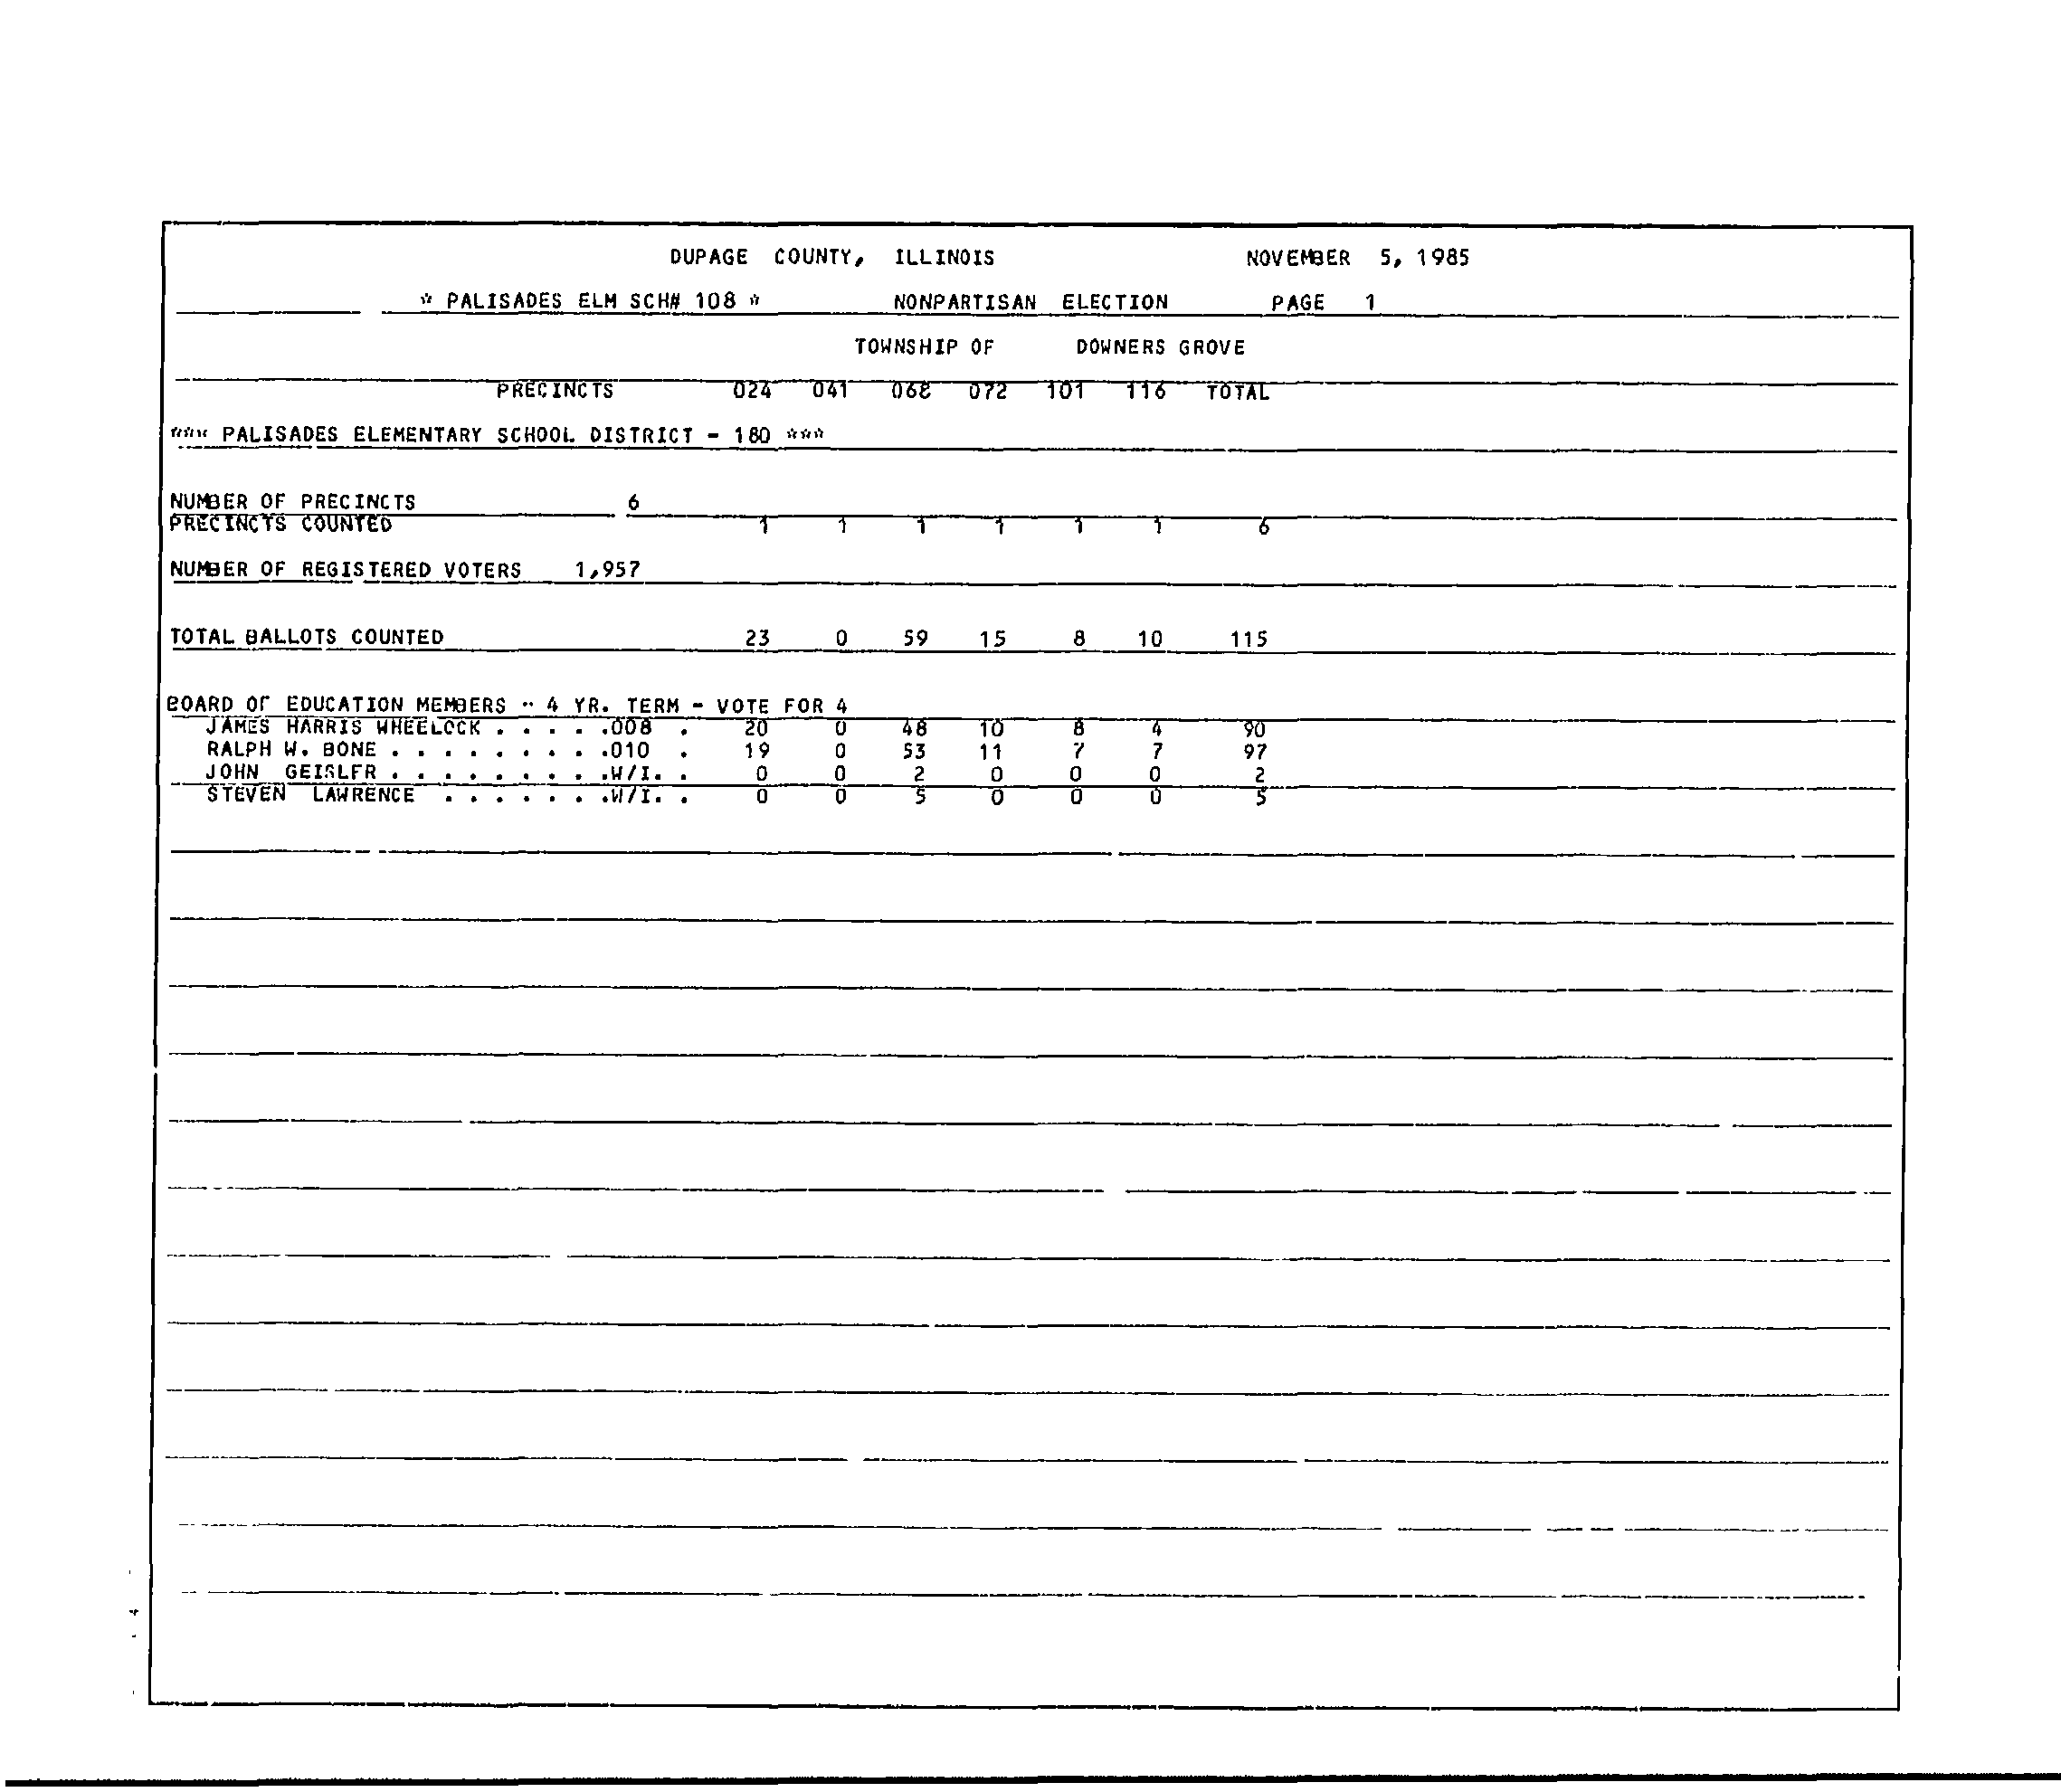 DUPAGE COUNTY, ILLINOIS NOVEMBER 5, 1985
* PALISADES ELM SCH# 108 * NONPARTISAN ELECTION PAGE 1
TOWNSHIP OF DOWNERS GROVE
PRECINCTS 024 041 068 072 101 116 TOTAL
*** PALISADES ELEMENTARY SCHOOL DISTRICT - 180 ***
NUMBER OF PRECINCTS 6
PRECINCTS COUNTED 1 1 1 1 1 1 6
NUMBER OF REGISTERED VOTERS 1,957
TOTAL BALLOTS COUNTED 23 0 59 15 8 10 115
BOARD OF EDUCATION MEMBERS - 4 YR. TERM - VOTE FOR 4
JAMES HARRIS WHEELOCK . . . . .008 . 20 0 48 10 8 4 90
RALPH W. BONE . . . . . . . . .010 . 19 0 53 11 7 7 97
JOHN GEISLER . . . . . . . . .W/I. . 0 0 2 0 0 0 2
STEVEN LAWRENCE . . . . . . .W/I. . 0 0 5 0 0 0 5